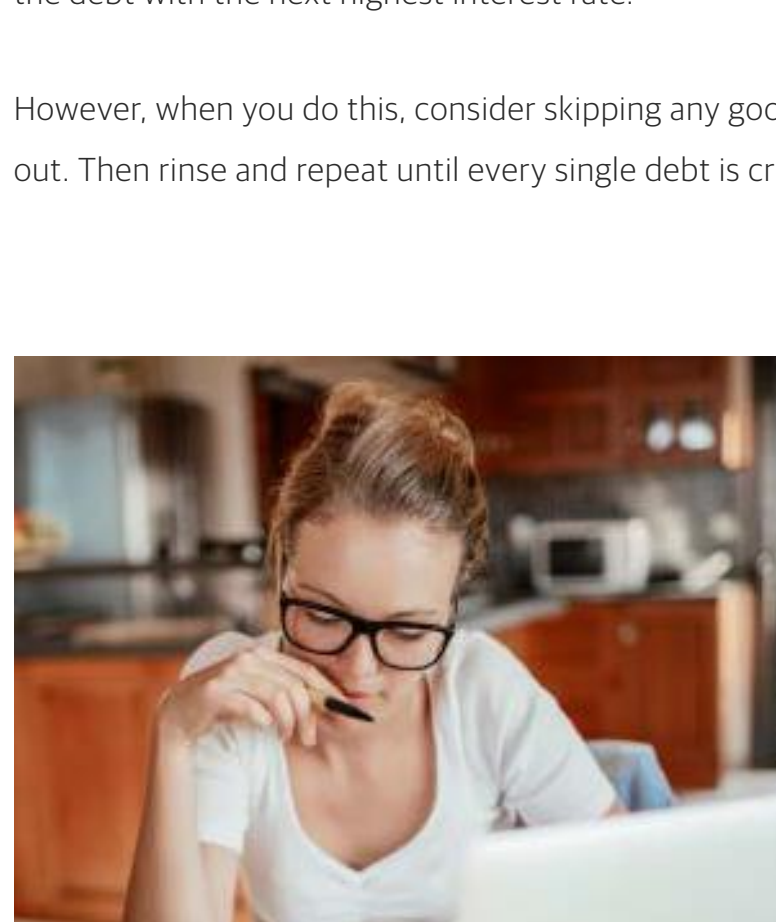 the debt with the next highest interest rate.
However, when you do this, consider skipping any
out. Then rinse and repeat until every single debt is